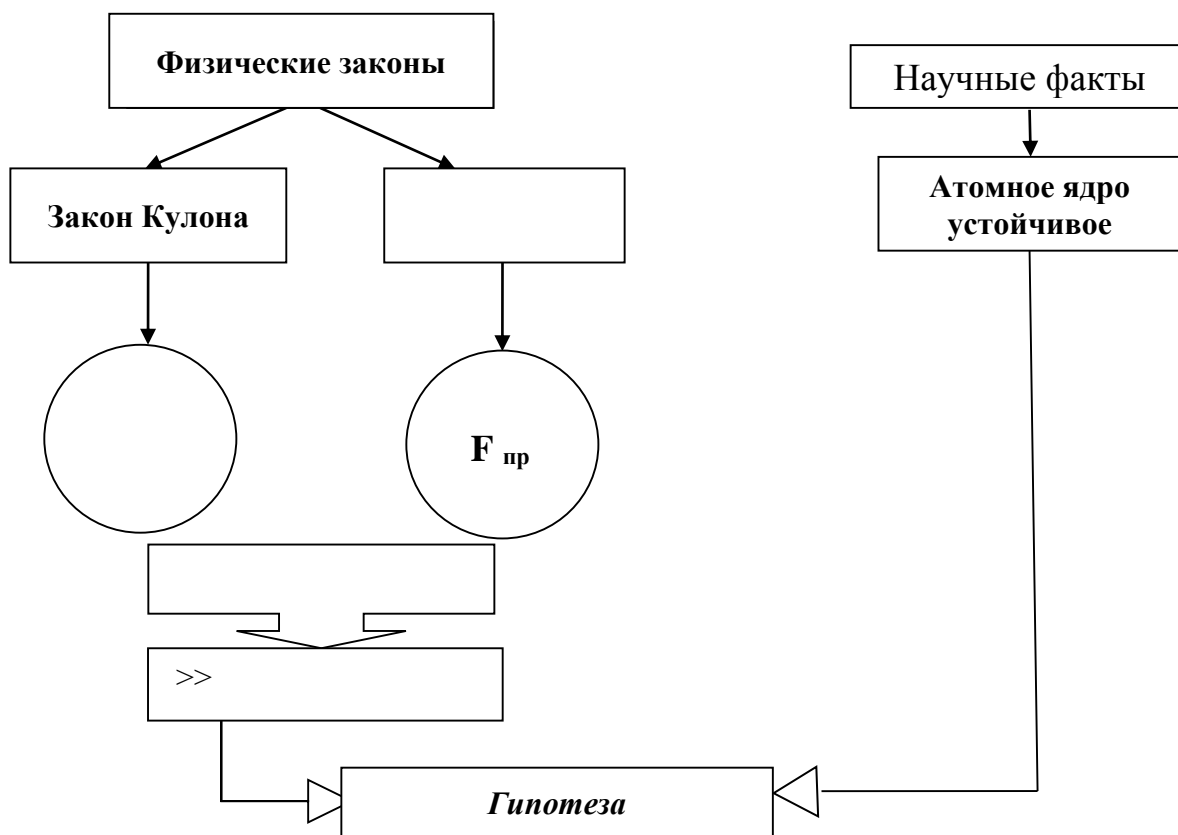 Физические законы
Научные факты
Закон Кулона
Атомное ядро
устойчивое
F пр
>>
Гипотеза